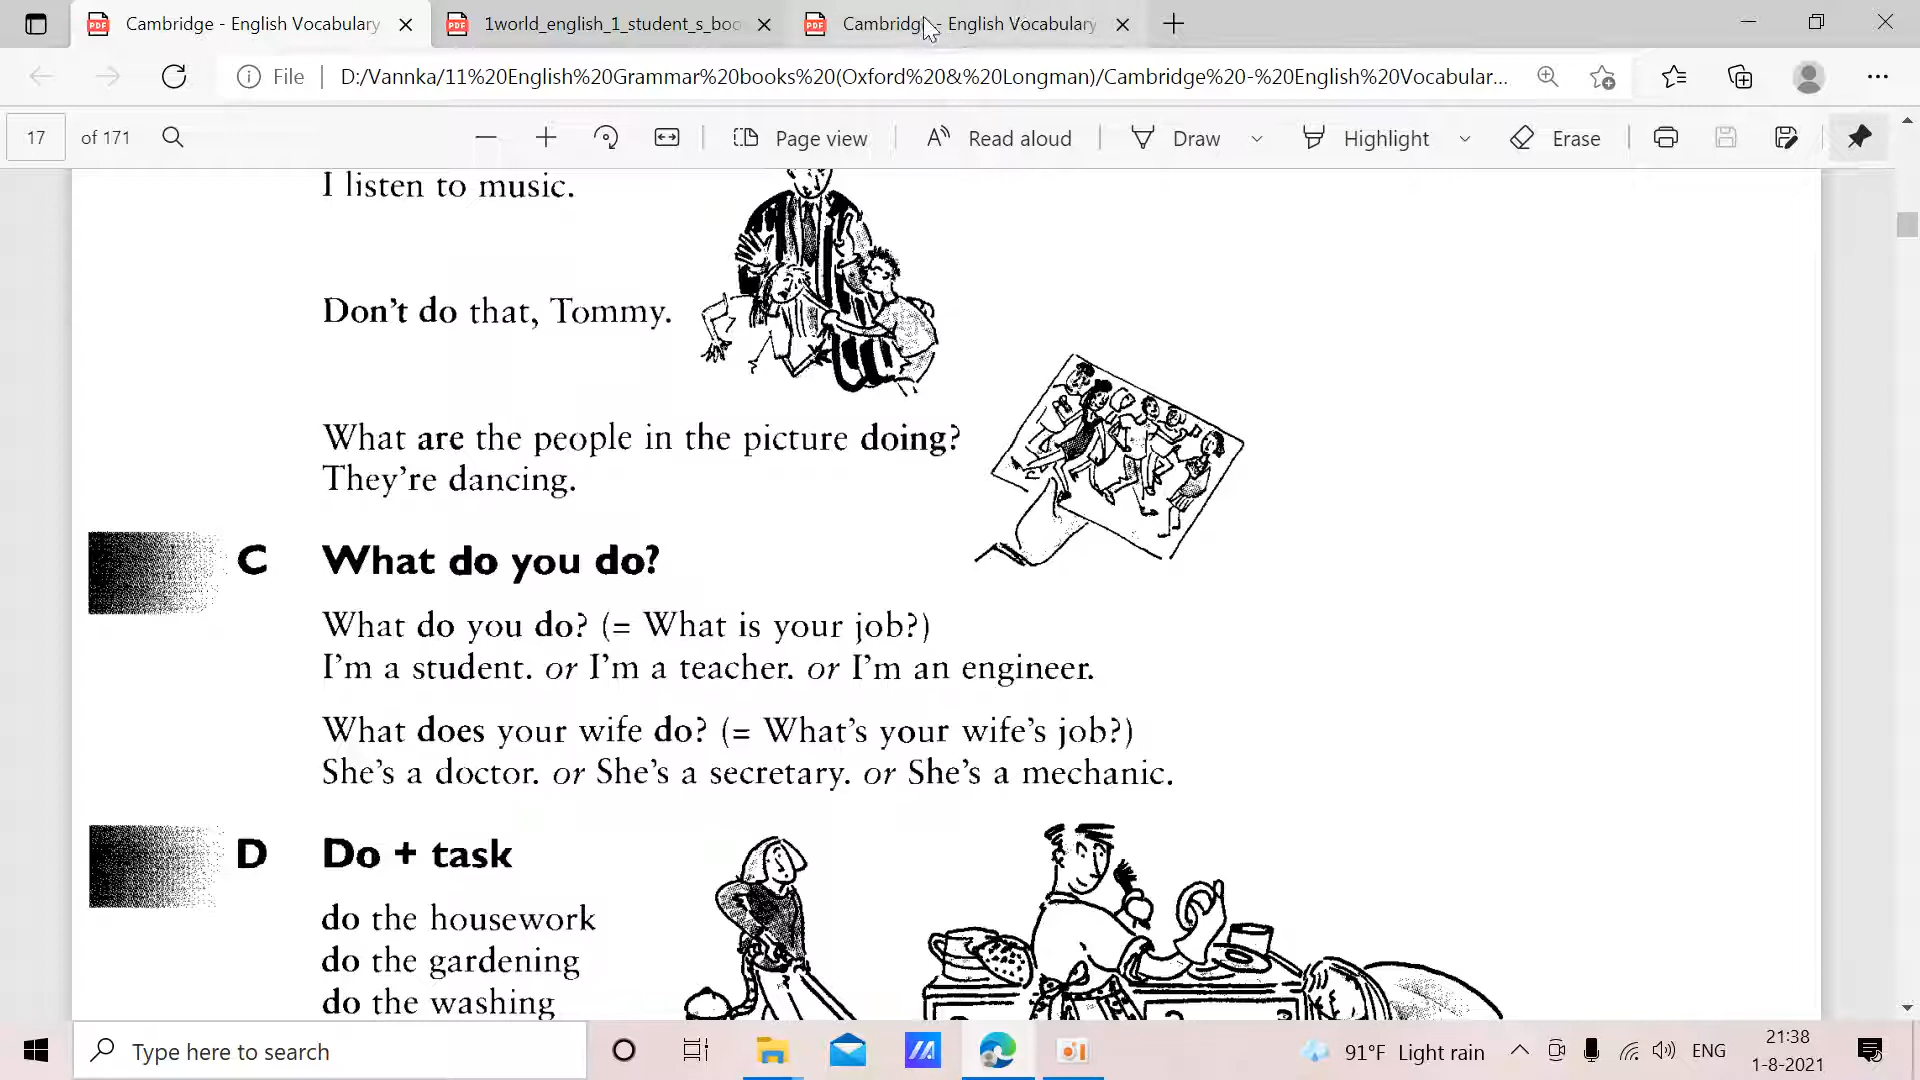 Cambridge - English Vocabulary
1world_english_1_student_s_boo
Cambridge - English Vocabulary
File
D:/Vannka/11%20English%20Grammar%20books%20(Oxford%20&%20Longman)/Cambridge%20-%20English%20Vocabular...
17 of 171
Page view
Read aloud
Draw
Highlight
Erase
I listen to music.
Don't do that, Tommy.
What are the people in the picture doing?
They're dancing.
C What do you do?
What do you do? (= What is your job?)
I'm a student. or I'm a teacher. or I'm an engineer.
What does your wife do? (= What's your wife's job?)
She's a doctor. or She's a secretary. or She's a mechanic.
D Do + task
do the housework
do the gardening
do the washing
Type here to search
91°F Light rain
ENG
21:38
1-8-2021